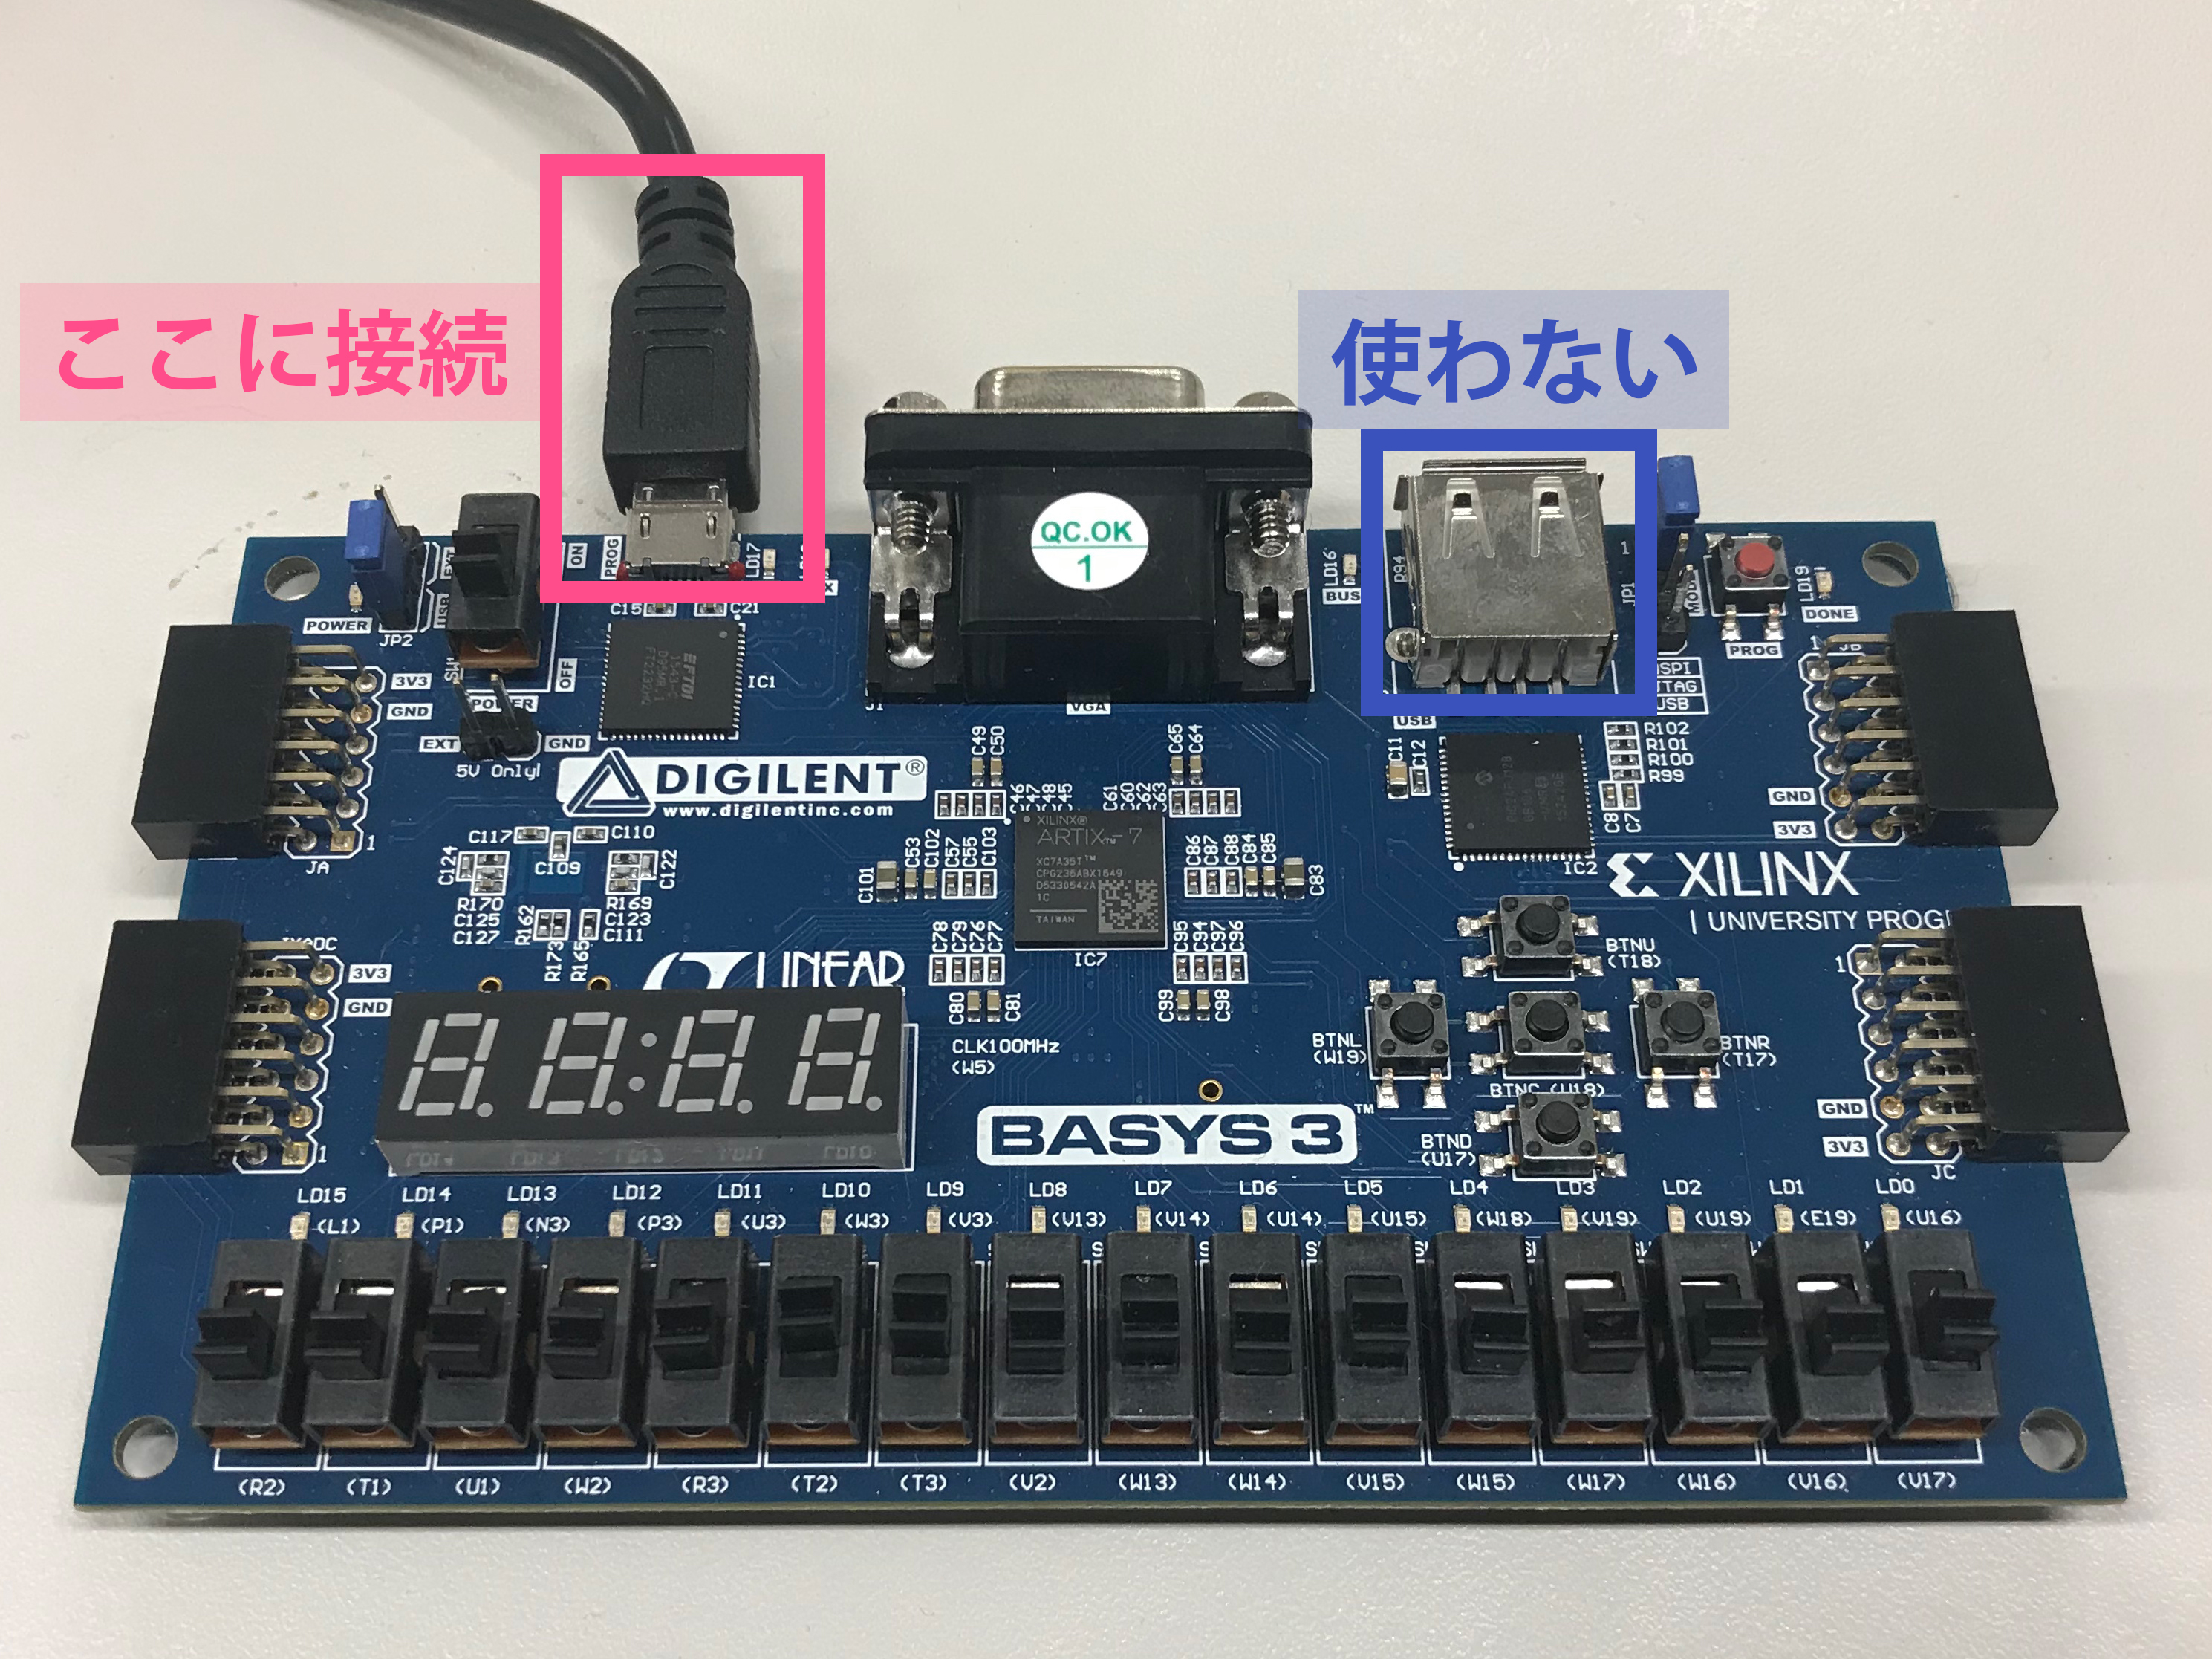 ここに接続
使わない
QC.OK
1
PROG
LD17
ON
OFF
POWER
JP2
C15
C21
IC1
3V3
GND
EXT
GND
5V Only!
JA
1
DIGILENT®
www.digilentinc.com
J1
VGA
LD16
BUS
R94
1
JP1
USB
PROG
LD19
DONE
R102
R101
R100
R99
C11
C12
C8
C7
IC2
GND
3V3
XILINX
UNIVERSITY PROG
C117
C110
C109
C124
C122
R170
C125
C127
R162
R169
C123
C111
R173
R165
C49
C50
C65
C64
C46
C47
C48
C45
C61
C60
C62
C63
XILINX®
ARTIX™-7
XC7A35T™
CPG236ABX1649
D5330542A
1C
TAIWAN
IC7
C101
C53
C102
C57
C55
C103
C86
C87
C88
C84
C85
C83
C78
C79
C76
C77
C95
C94
C97
C96
C80
C81
C99
C98
LINEAR
3V3
GND
1
CLK100MHz
(W5)
BASYS 3™
BTNU
(T18)
BTNL
(W19)
BTNC (U18)
BTNR
(T17)
BTND
(U17)
1
GND
3V3
JC
LD15 LD14 LD13 LD12 LD11 LD10 LD9 LD8 LD7 LD6 LD5 LD4 LD3 LD2 LD1 LD0
(L1) (P1) (N3) (P3) (U3) (W3) (V3) (V13) (V14) (U14) (U15) (W18) (V19) (U19) (E19) (U16)
(R2) (T1) (U1) (W2) (R3) (T2) (T3) (V2) (W13) (W14) (V15) (W15) (W17) (W16) (V16) (V17)